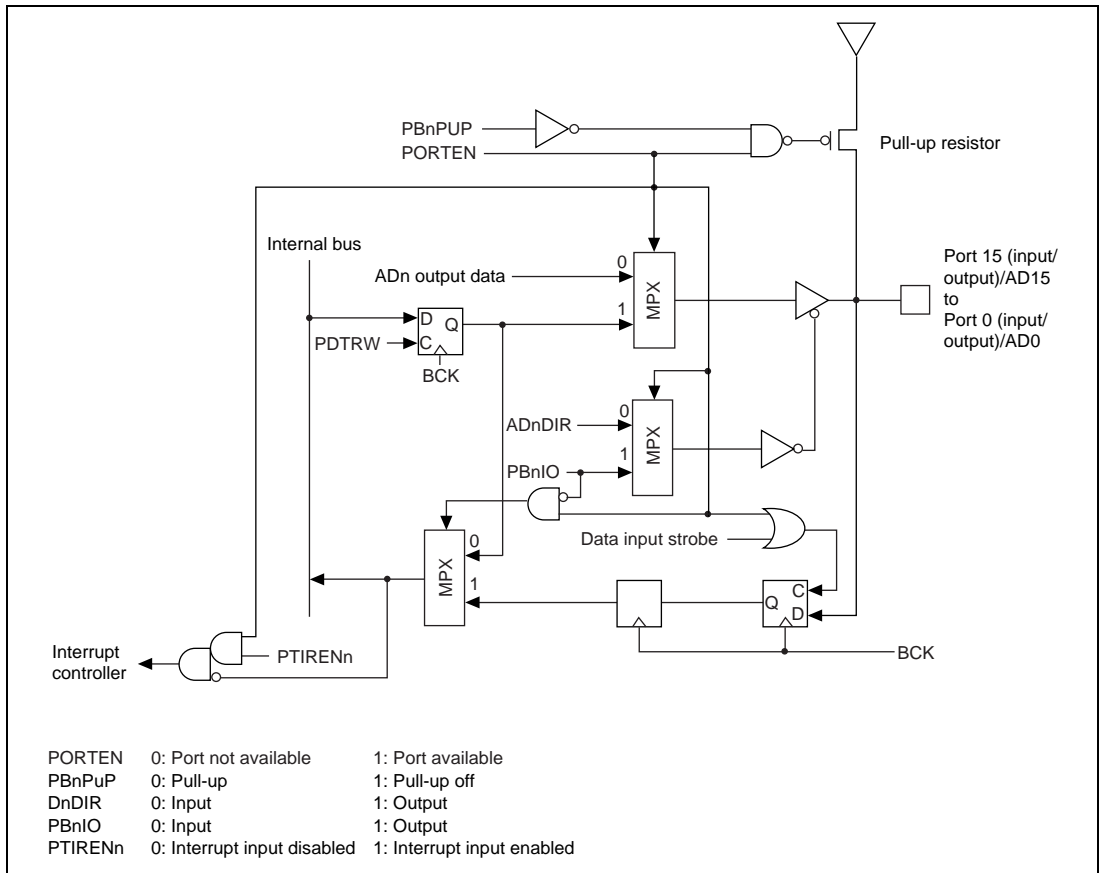 PBnPUP
PORTEN
Pull-up resistor
Internal bus
ADn output data
0
1
MPX
Port 15 (input/
output)/AD15
to
Port 0 (input/
output)/AD0
D Q
PDTRW
C
BCK
ADnDIR
0
MPX
PBnIO
1
Data input strobe
MPX
0
1
Q C
D
Interrupt
controller
PTIRENn
BCK
PORTEN 0: Port not available 1: Port available
PBnPuP 0: Pull-up 1: Pull-up off
DnDIR 0: Input 1: Output
PBnIO 0: Input 1: Output
PTIRENn 0: Interrupt input disabled 1: Interrupt input enabled